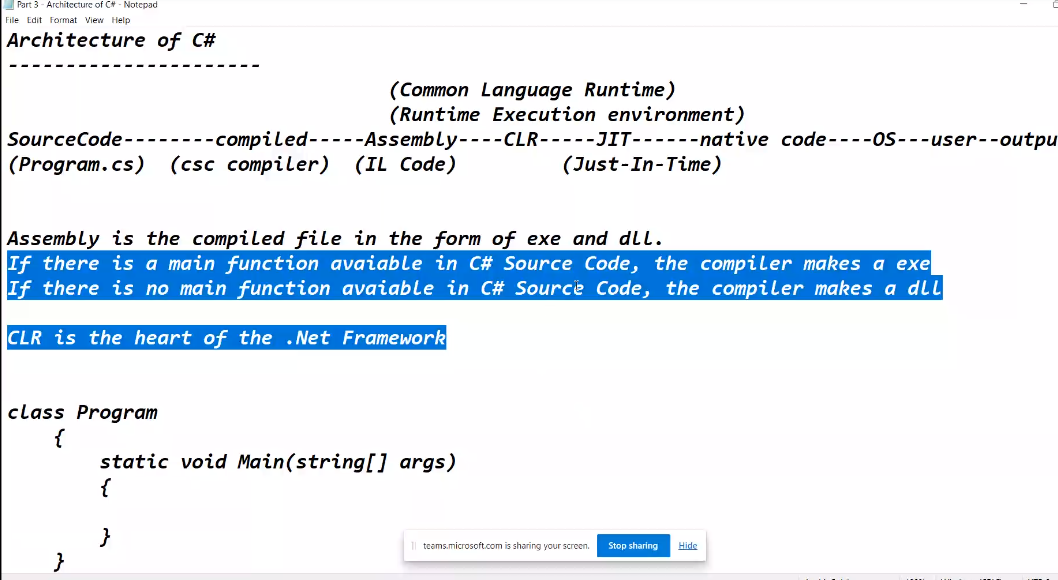 Part 3 - Architecture of C# - Notepad
File Edit Format View Help
Architecture of C#
----------------------
(Common Language Runtime)
(Runtime Execution environment)
SourceCode--------compiled-----Assembly----CLR-----JIT------native code----OS---user--outpu
(Program.cs) (csc compiler) (IL Code) (Just-In-Time)
Assembly is the compiled file in the form of exe and dll.
If there is a main function avaiable in C# Source Code, the compiler makes a exe
If there is no main function avaiable in C# Source Code, the compiler makes a dll
CLR is the heart of the .Net Framework
class Program
{
static void Main(string[] args)
{
}
}
teams.microsoft.com is sharing your screen. Stop sharing Hide